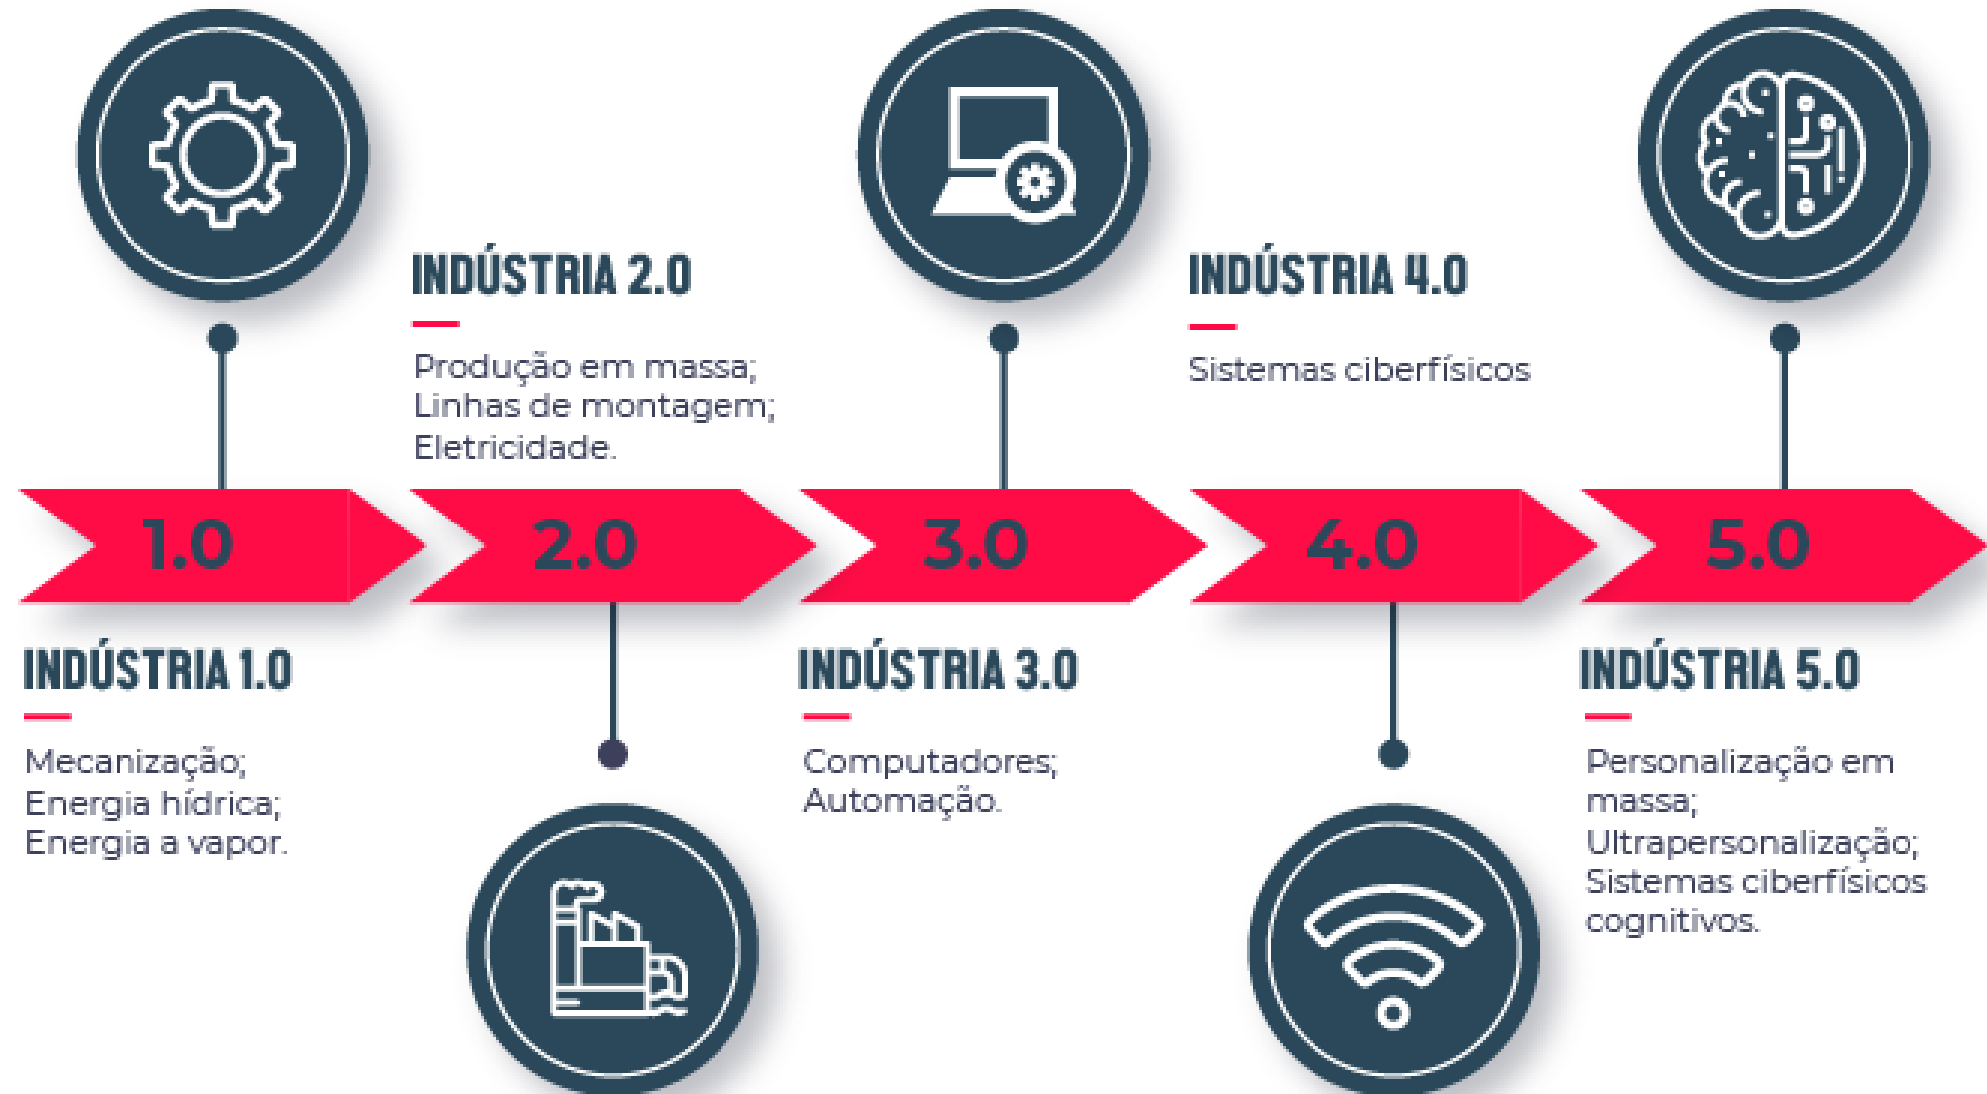 INDÚSTRIA 2.0
Produção em massa;
Linhas de montagem;
Eletricidade.
INDÚSTRIA 4.0
Sistemas ciberfísicos
1.0
2.0
3.0
4.0
5.0
INDÚSTRIA 1.0
Mecanização;
Energia hídrica;
Energia a vapor.
INDÚSTRIA 3.0
Computadores;
Automação.
INDÚSTRIA 5.0
Personalização em
massa;
Ultrapersonalização;
Sistemas ciberfísicos
cognitivos.